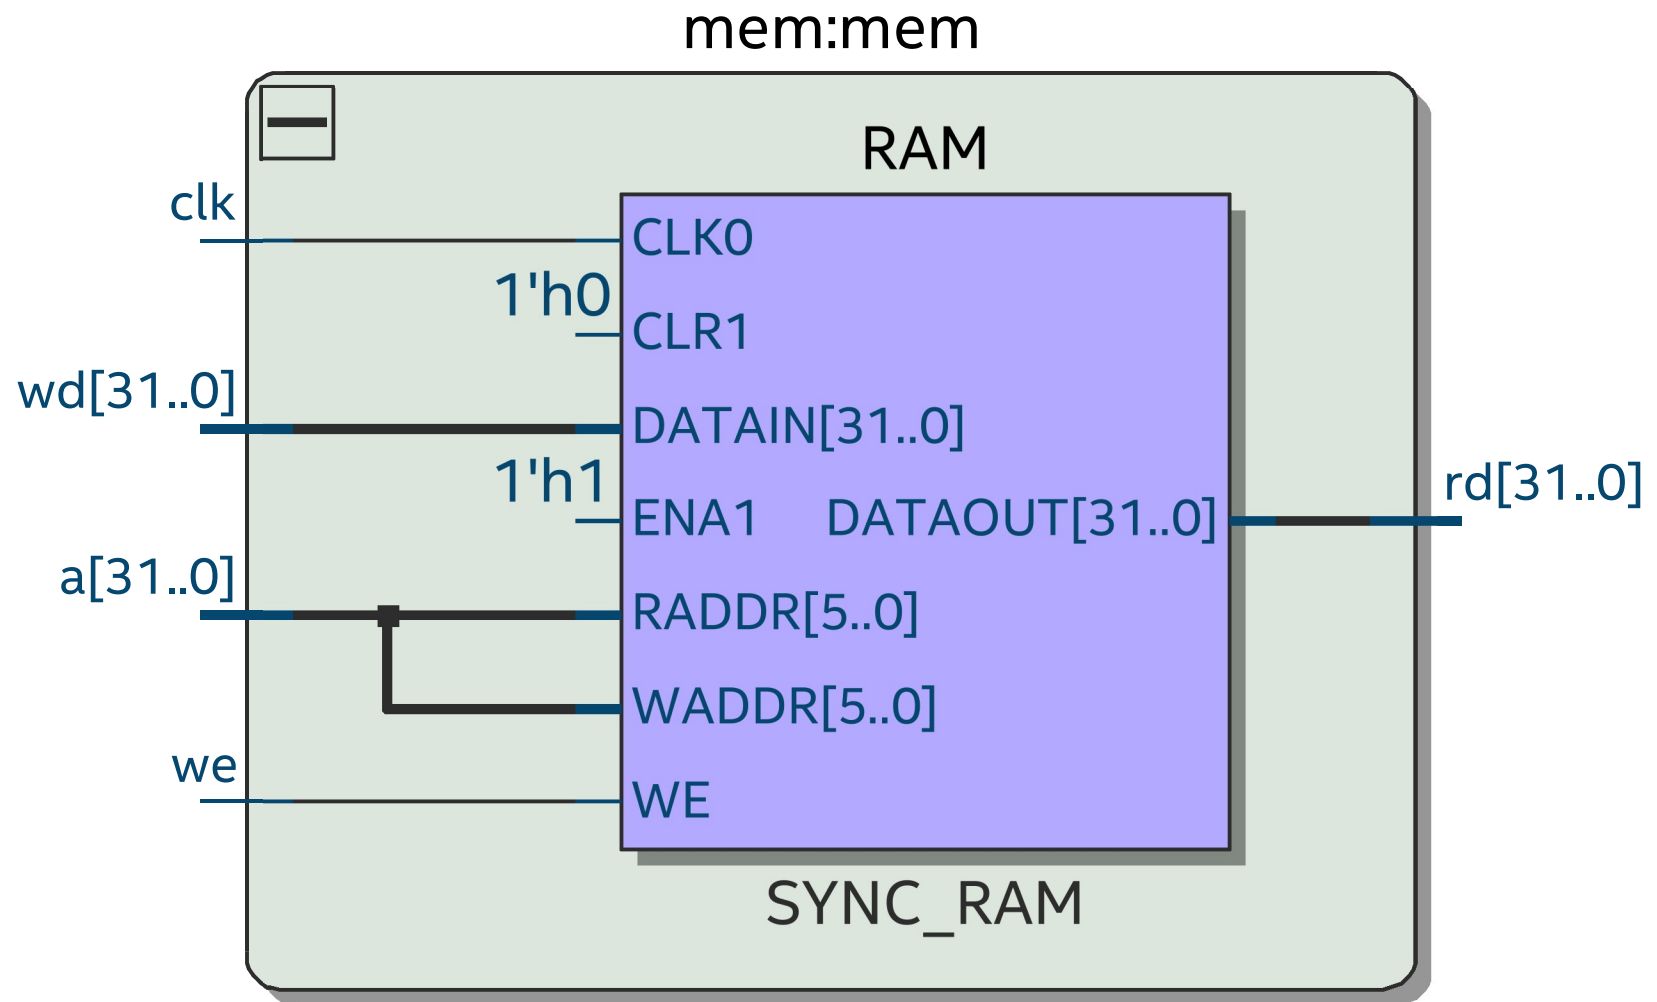 mem:mem
RAM
clk
CLK0
1'h0
CLR1
wd[31..0]
DATAIN[31..0]
1'h1
ENA1
DATAOUT[31..0]
rd[31..0]
a[31..0]
RADDR[5..0]
WADDR[5..0]
we
WE
SYNC_RAM